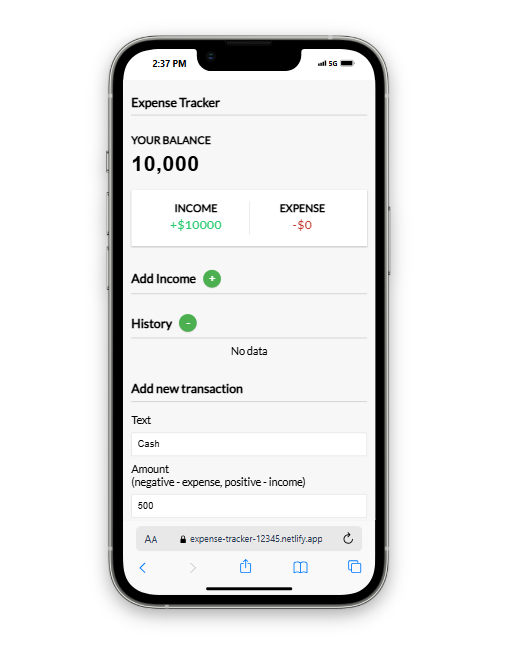 2:37 PM
5G
Expense Tracker
YOUR BALANCE
10,000
INCOME EXPENSE
+$10000 -$0
Add Income +
History -
No data
Add new transaction
Text
Cash
Amount
(negative - expense, positive - income)
500
AA expense-tracker-12345.netlify.app